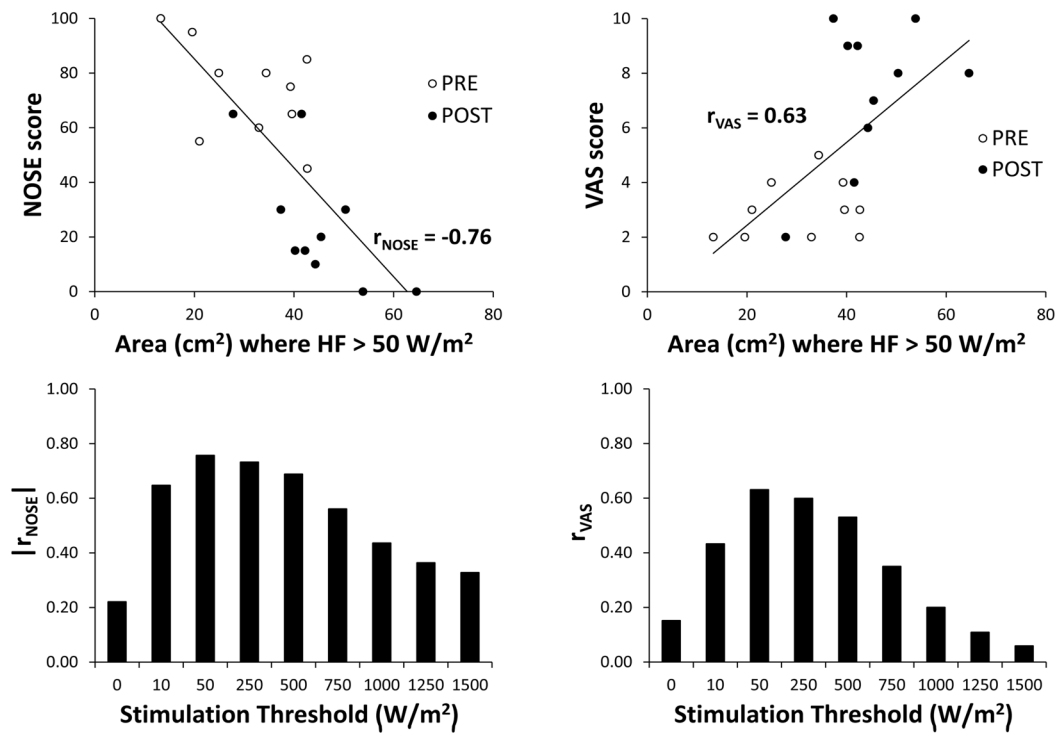 100
80
60
40
20
0
NOSE score
PRE
POST
r_NOSE = -0.76
0 20 40 60 80
Area (cm²) where HF > 50 W/m²
10
8
6
4
2
0
VAS score
r_VAS = 0.63
PRE
POST
0 20 40 60 80
Area (cm²) where HF > 50 W/m²
1.00
0.80
0.60
0.40
0.20
0.00
|r_NOSE|
0 10 50 250 500 750 1000 1250 1500
Stimulation Threshold (W/m²)
1.00
0.80
0.60
0.40
0.20
0.00
r_VAS
0 10 50 250 500 750 1000 1250 1500
Stimulation Threshold (W/m²)